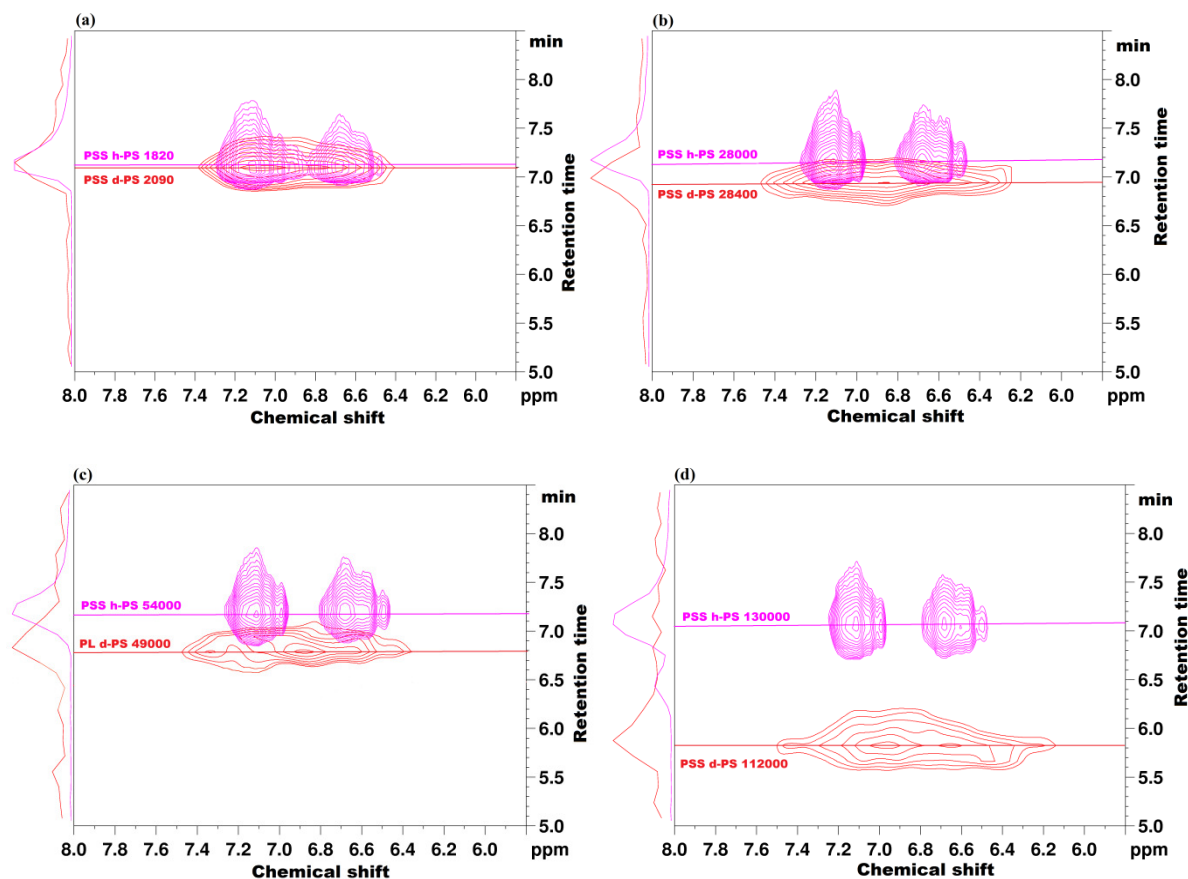 (a)
min
8.0
7.5
PSS h-PS 1820
7.0
PSS d-PS 2090
6.5
6.0
5.5
5.0
Retention time
8.0 7.8 7.6 7.4 7.2 7.0 6.8 6.6 6.4 6.2 6.0 ppm
Chemical shift
(b)
min
8.0
7.5
PSS h-PS 28000
7.0
PSS d-PS 28400
6.5
6.0
5.5
5.0
Retention time
8.0 7.8 7.6 7.4 7.2 7.0 6.8 6.6 6.4 6.2 6.0 ppm
Chemical shift
(c)
min
8.0
7.5
PSS h-PS 54000
7.0
PL d-PS 49000
6.5
6.0
5.5
5.0
Retention time
8.0 7.8 7.6 7.4 7.2 7.0 6.8 6.6 6.4 6.2 6.0 ppm
Chemical shift
(d)
min
8.0
7.5
PSS h-PS 130000
7.0
6.5
6.0
PSS d-PS 112000
5.5
5.0
Retention time
8.0 7.8 7.6 7.4 7.2 7.0 6.8 6.6 6.4 6.2 6.0 ppm
Chemical shift